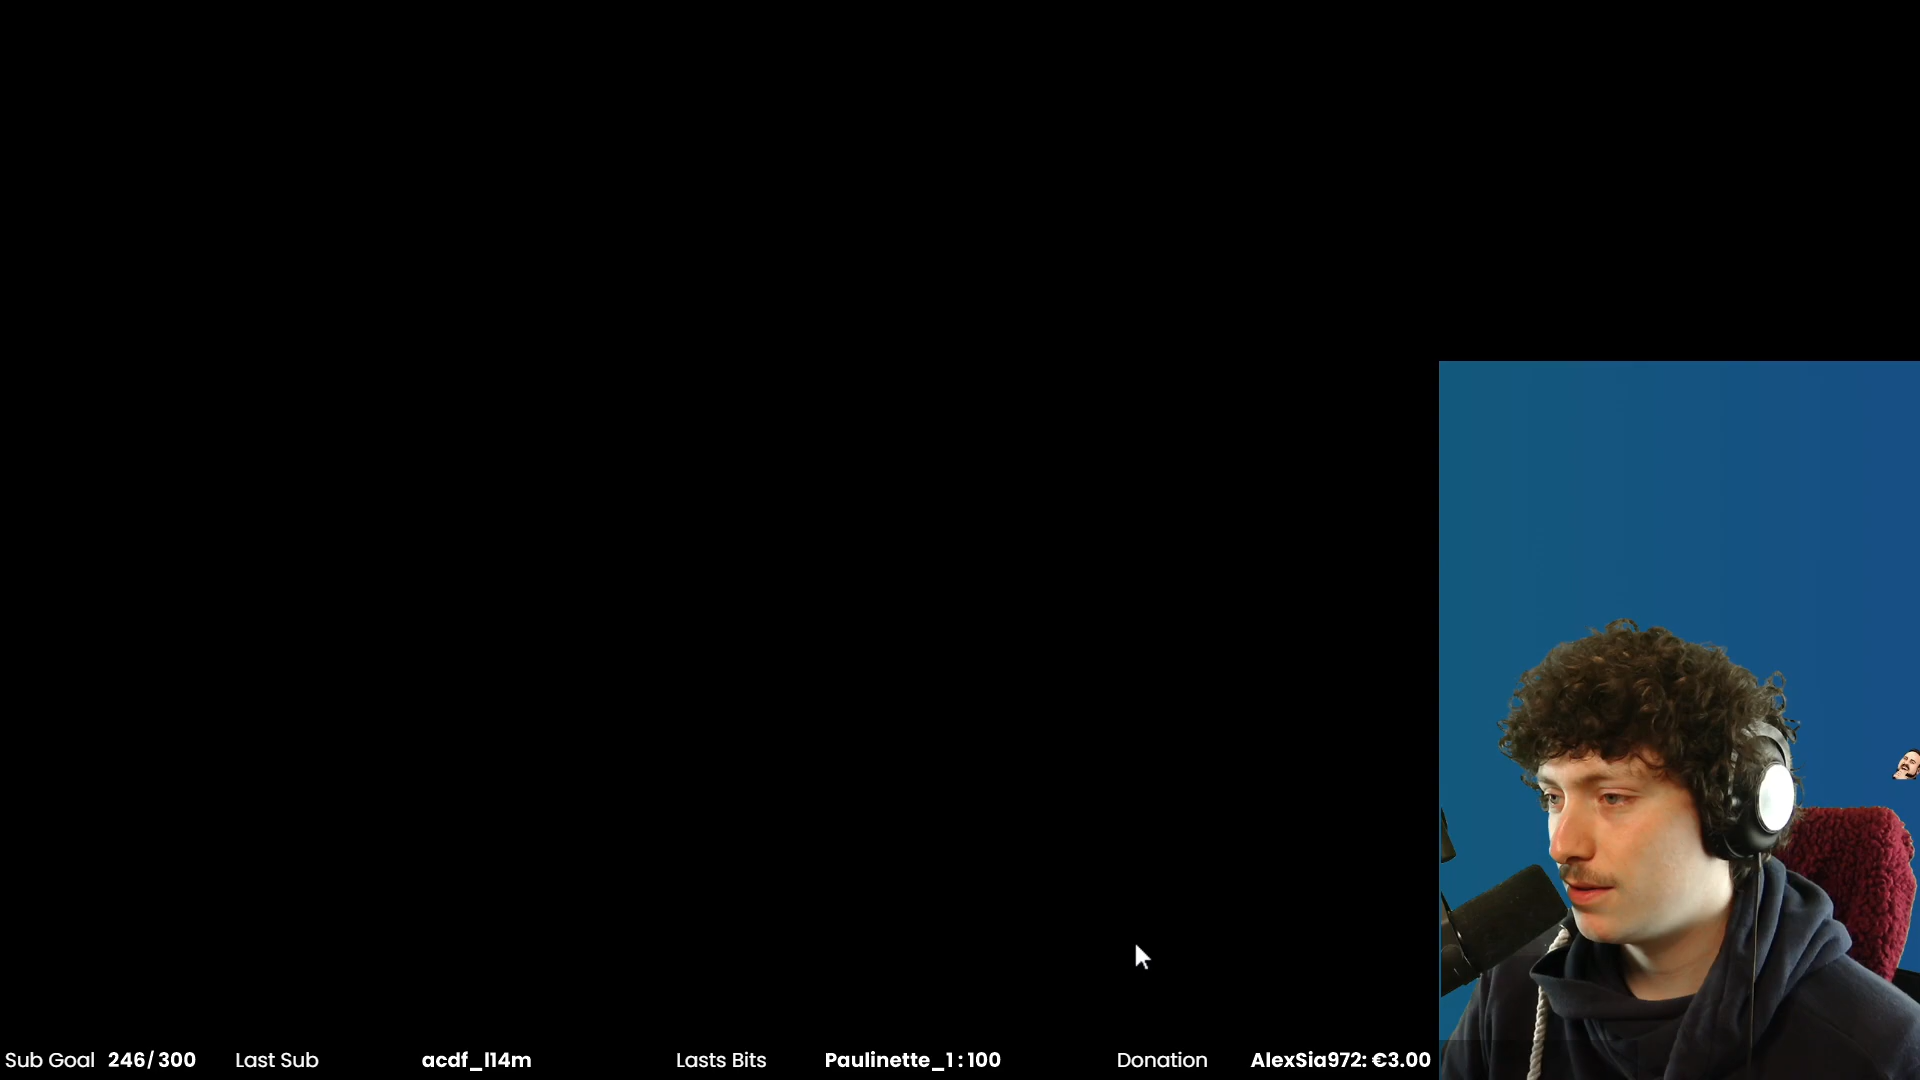 Sub Goal 246/300 Last Sub acdf_l14m Lasts Bits Paulinette_1 : 100 Donation AlexSia972: €3.00